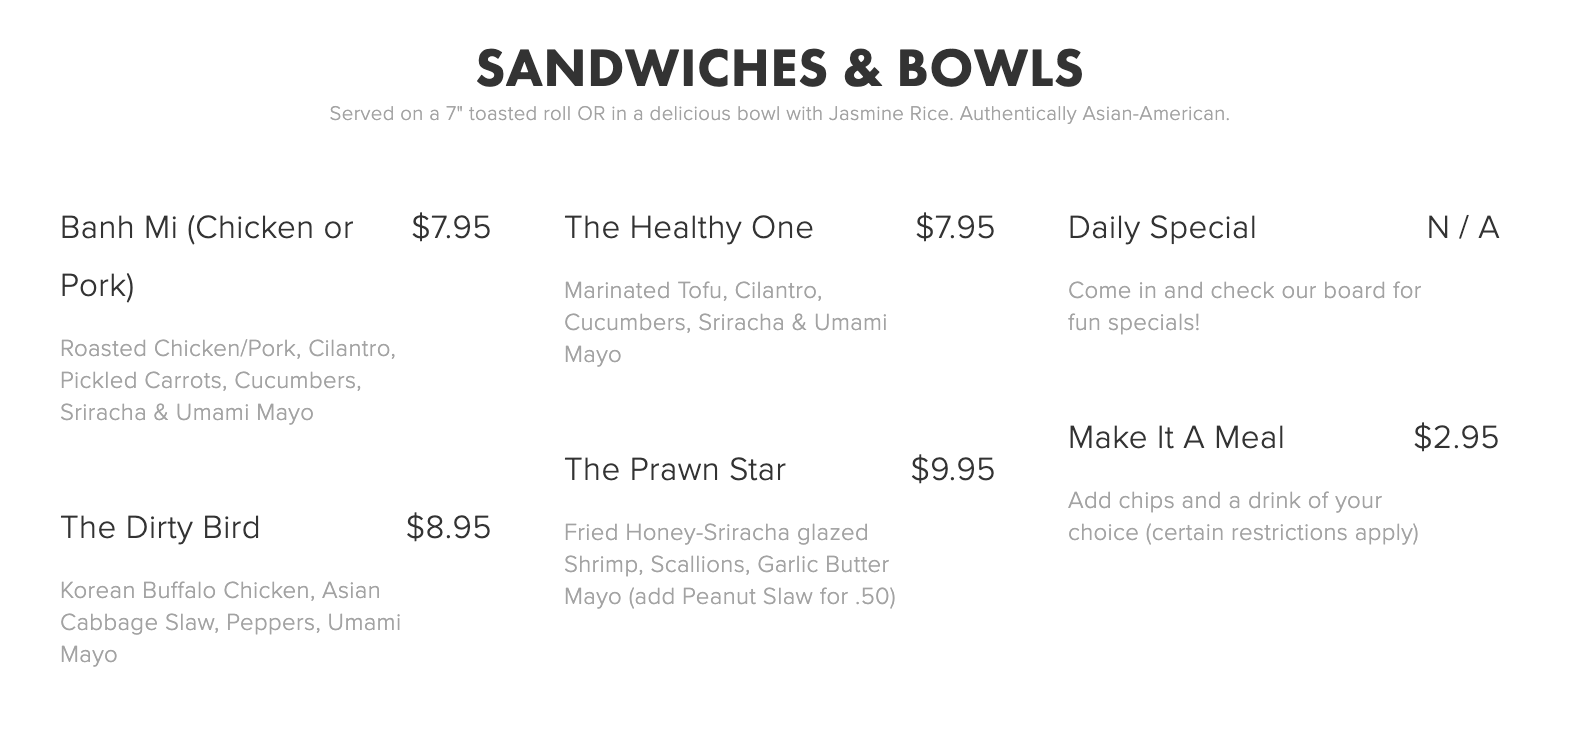 SANDWICHES & BOWLS
Served on a 7" toasted roll OR in a delicious bowl with Jasmine Rice. Authentically Asian-American.
Banh Mi (Chicken or $7.95
Pork)
Roasted Chicken/Pork, Cilantro,
Pickled Carrots, Cucumbers,
Sriracha & Umami Mayo
The Dirty Bird $8.95
Korean Buffalo Chicken, Asian
Cabbage Slaw, Peppers, Umami
Mayo
The Healthy One $7.95
Marinated Tofu, Cilantro,
Cucumbers, Sriracha & Umami
Mayo
The Prawn Star $9.95
Fried Honey-Sriracha glazed
Shrimp, Scallions, Garlic Butter
Mayo (add Peanut Slaw for .50)
Daily Special N / A
Come in and check our board for
fun specials!
Make It A Meal $2.95
Add chips and a drink of your
choice (certain restrictions apply)